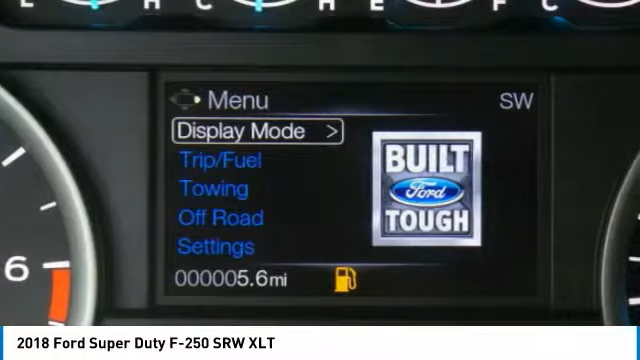 E H C H E F C
Menu SW
Display Mode >
Trip/Fuel
Towing
Off Road
Settings
BUILT
Ford
TOUGH
6
000005.6mi
2018 Ford Super Duty F-250 SRW XLT